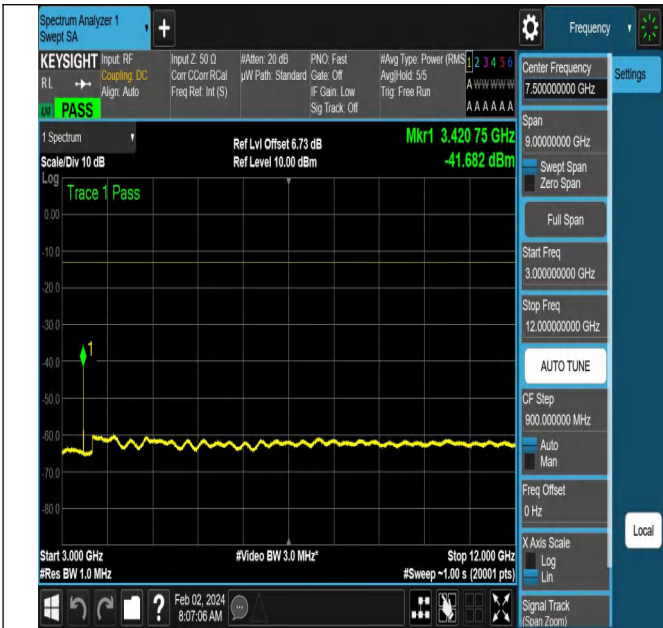 Spectrum Analyzer 1
Swept SA
+
Frequency
KEYSIGHT
RL
PASS
Input: RF
Coupling: DC
Align: Auto
Input Z: 50 Ω
Corr CCorr RCal
Freq Ref: Int (S)
#Atten: 20 dB
µW Path: Standard
PNO: Fast
Gate: Off
IF Gain: Low
Sig Track: Off
#Avg Type: Power (RMS
Avg|Hold: 5/5
Trig: Free Run
1 2 3 4 5 6
A W W W W W
A A A A A A
1 Spectrum
Scale/Div 10 dB
Log
Ref Lvl Offset 6.73 dB
Ref Level 10.00 dBm
Mkr1 3.420 75 GHz
-41.682 dBm
Trace 1 Pass
0.00
-10.0
-20.0
-30.0
1
-40.0
-50.0
-60.0
-70.0
-80.0
Start 3.000 GHz
#Res BW 1.0 MHz
#Video BW 3.0 MHz*
Stop 12.000 GHz
#Sweep ~1.00 s (20001 pts)
?
Feb 02, 2024
8:07:06 AM
Center Frequency
7.500000000 GHz
Settings
Span
9.00000000 GHz
Swept Span
Zero Span
Full Span
Start Freq
3.000000000 GHz
Stop Freq
12.000000000 GHz
AUTO TUNE
CF Step
900.000000 MHz
Auto
Man
Freq Offset
0 Hz
Local
X Axis Scale
Log
Lin
Signal Track
(Span Zoom)